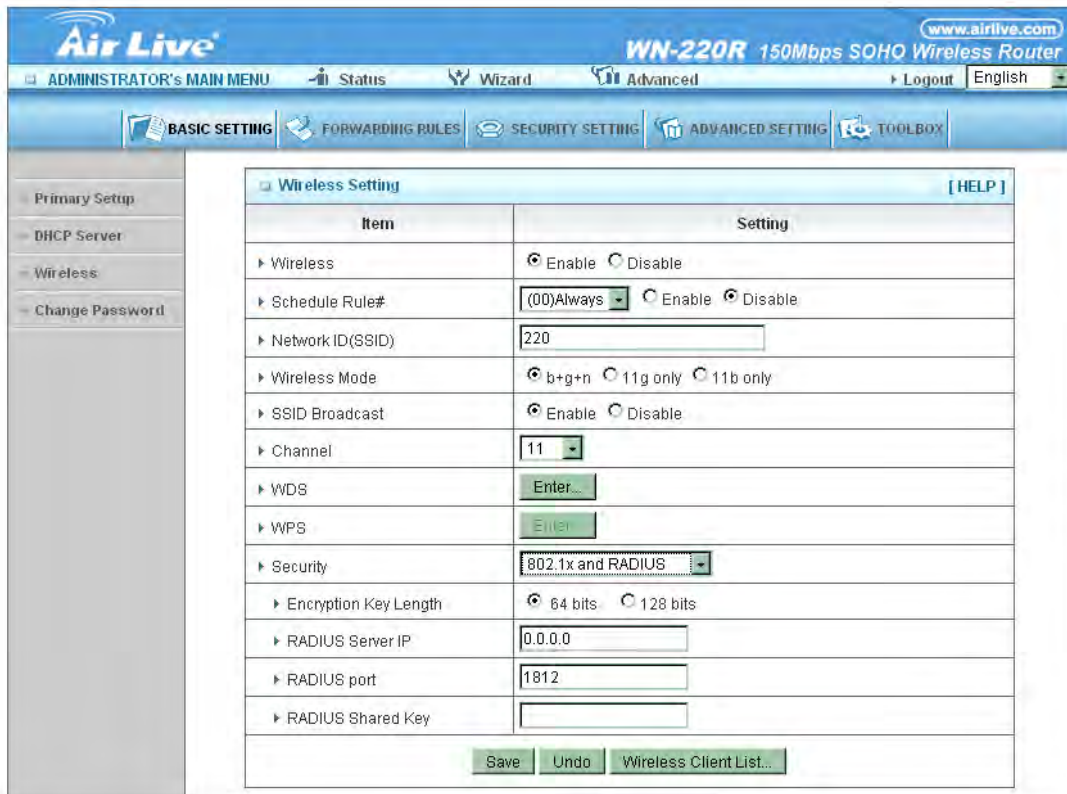 www.airlive.com
Air Live
WN-220R 150Mbps SOHO Wireless Router
ADMINISTRATOR's MAIN MENU Status Wizard Advanced Logout English
BASIC SETTING FORWARDING RULES SECURITY SETTING ADVANCED SETTING TOOLBOX
Primary Setup
DHCP Server
Wireless
Change Password
Wireless Setting [ HELP ]
Item Setting
Wireless Enable Disable
Schedule Rule# (00)Always Enable Disable
Network ID(SSID) 220
Wireless Mode b+g+n 11g only 11b only
SSID Broadcast Enable Disable
Channel 11
WDS Enter...
WPS Enter...
Security 802.1x and RADIUS
Encryption Key Length 64 bits 128 bits
RADIUS Server IP 0.0.0.0
RADIUS port 1812
RADIUS Shared Key
Save Undo Wireless Client List...